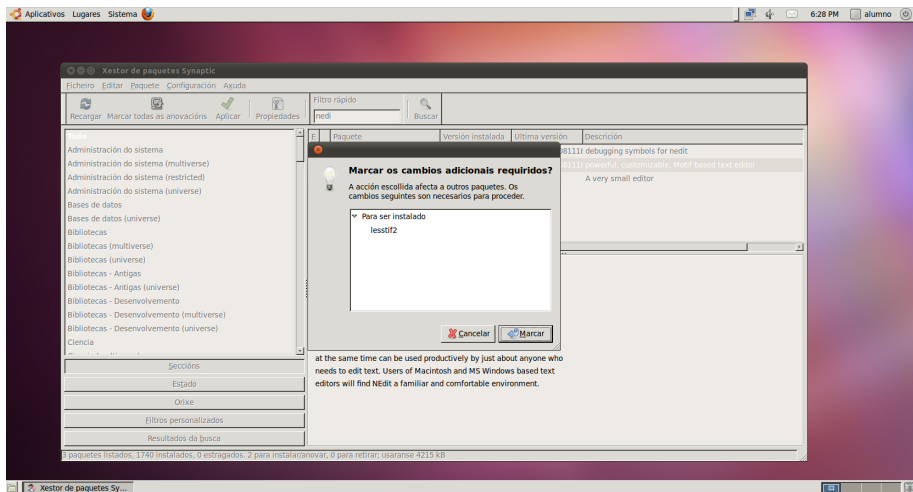 Aplicativos Lugares Sistema
6:28 PM alumno
Xestor de paquetes Synaptic
Ficheiro Editar Paquete Configuración Axuda
Recargar Marcar todas as anovacións Aplicar Propiedades
Filtro rápido
nedi
Buscar
Todo
Administración do sistema
Administración do sistema (multiverse)
Administración do sistema (restricted)
Administración do sistema (universe)
Bases de datos
Bases de datos (universe)
Bibliotecas
Bibliotecas (multiverse)
Bibliotecas (universe)
Bibliotecas - Antigas
Bibliotecas - Antigas (universe)
Bibliotecas - Desenvolvemento
Bibliotecas - Desenvolvemento (multiverse)
Bibliotecas - Desenvolvemento (universe)
Ciencia
Seccións
Estado
Orixe
Filtros personalizados
Resultados da busca
E Paquete Versión instalada Última versión Descrición
debugging symbols for nedit
powerful, customizable, Motif based text editor
A very small editor
Marcar os cambios adicionais requiridos?
A acción escollida afecta a outros paquetes. Os
cambios seguintes son necesarios para proceder.
Para ser instalado
lesstif2
Cancelar Marcar
at the same time can be used productively by just about anyone who
needs to edit text. Users of Macintosh and MS Windows based text
editors will find NEdit a familiar and comfortable environment.
3 paquetes listados, 1740 instalados, 0 estragados. 2 para instalar/anovar, 0 para retirar; usaranse 4215 kB
Xestor de paquetes Sy...